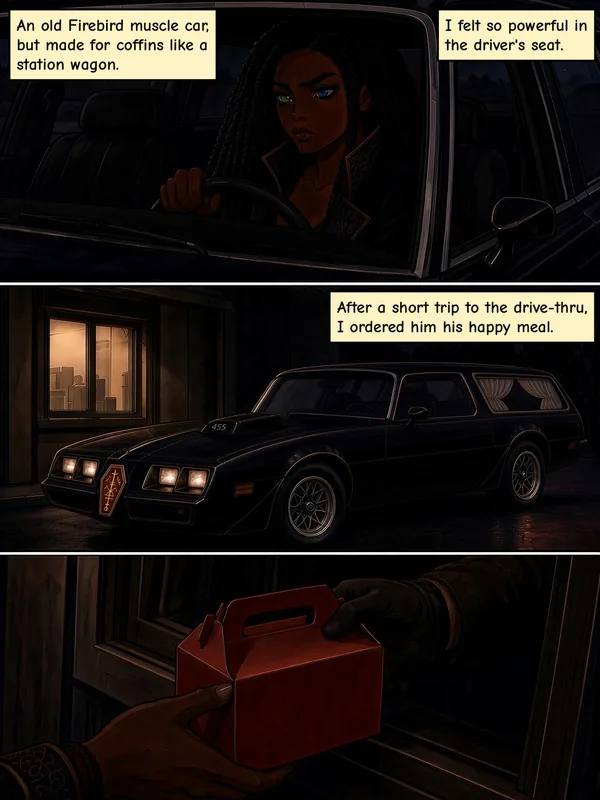 An old Firebird muscle car,
but made for coffins like a
station wagon.
I felt so powerful in
the driver's seat.
After a short trip to the drive-thru,
I ordered him his happy meal.
455